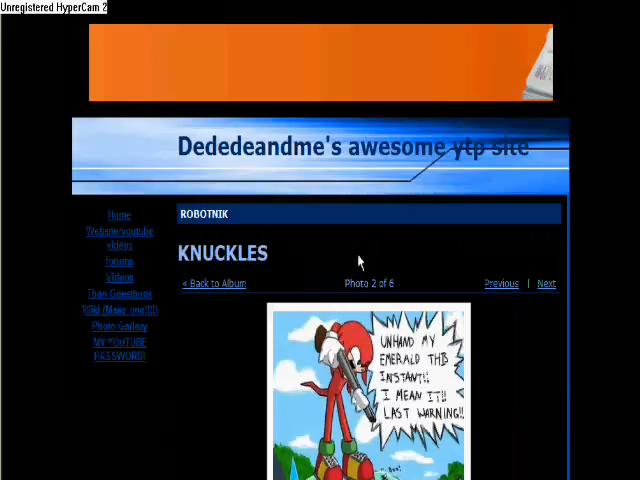 Unregistered HyperCam 2
Dededeandme's awesome ytp site
Home
Website/youtube
videos
forums
Videos
Than Guestbook
Wiki (Make one!!!!)
Photo Gallery
MY YOUTUBE
PASSWORD!
ROBOTNIK
KNUCKLES
« Back to Album
Photo 2 of 6
Previous | Next
UNHAND MY
EMERALD THIS
INSTANT!!
I MEAN IT!!
LAST WARNING!!